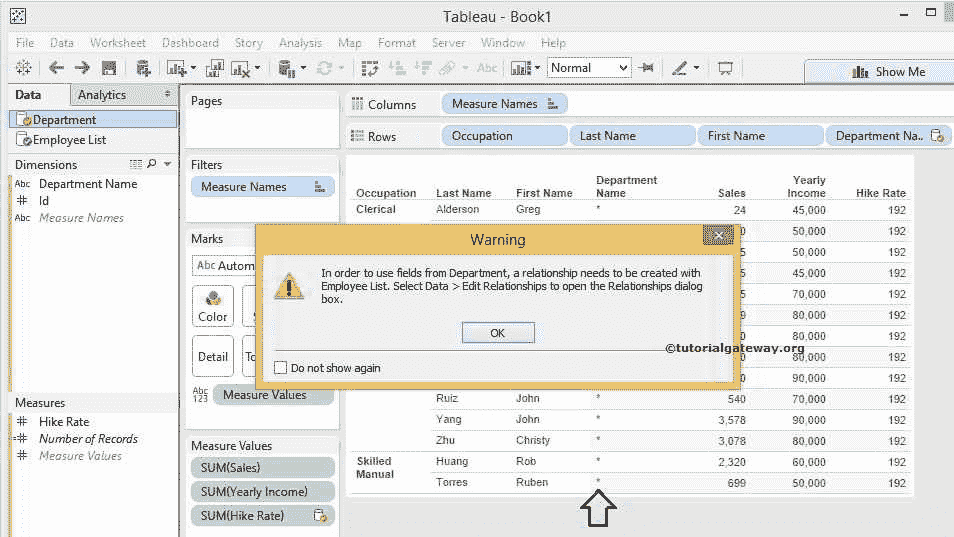 Tableau - Book1
File Data Worksheet Dashboard Story Analysis Map Format Server Window Help
Abc Normal Show Me
Data Analytics
Department
Employee List
Dimensions
Abc Department Name
# Id
Abc Measure Names
Measures
# Hike Rate
# Number of Records
# Measure Values
Pages
Filters
Measure Names
Marks
Abc Autom
Color
Detail
Abc
123
Measure Values
Measure Values
SUM(Sales)
SUM(Yearly Income)
SUM(Hike Rate)
Columns Measure Names
Rows Occupation Last Name First Name Department Na..
Occupation Last Name First Name Department Name Sales Yearly Income Hike Rate
Clerical Alderson Greg * 24 45,000 192
50,000 192
5 50,000 192
5 45,000 192
5 70,000 192
9 80,000 192
80,000 192
80,000 192
90,000 192
Ruiz John * 540 70,000 192
Yang John * 3,578 90,000 192
Zhu Christy * 3,078 80,000 192
Skilled Manual Huang Rob * 2,320 60,000 192
Torres Ruben * 699 50,000 192
Warning
In order to use fields from Department, a relationship needs to be created with
Employee List. Select Data > Edit Relationships to open the Relationships dialog
box.
OK
Do not show again
©tutorialgateway.org